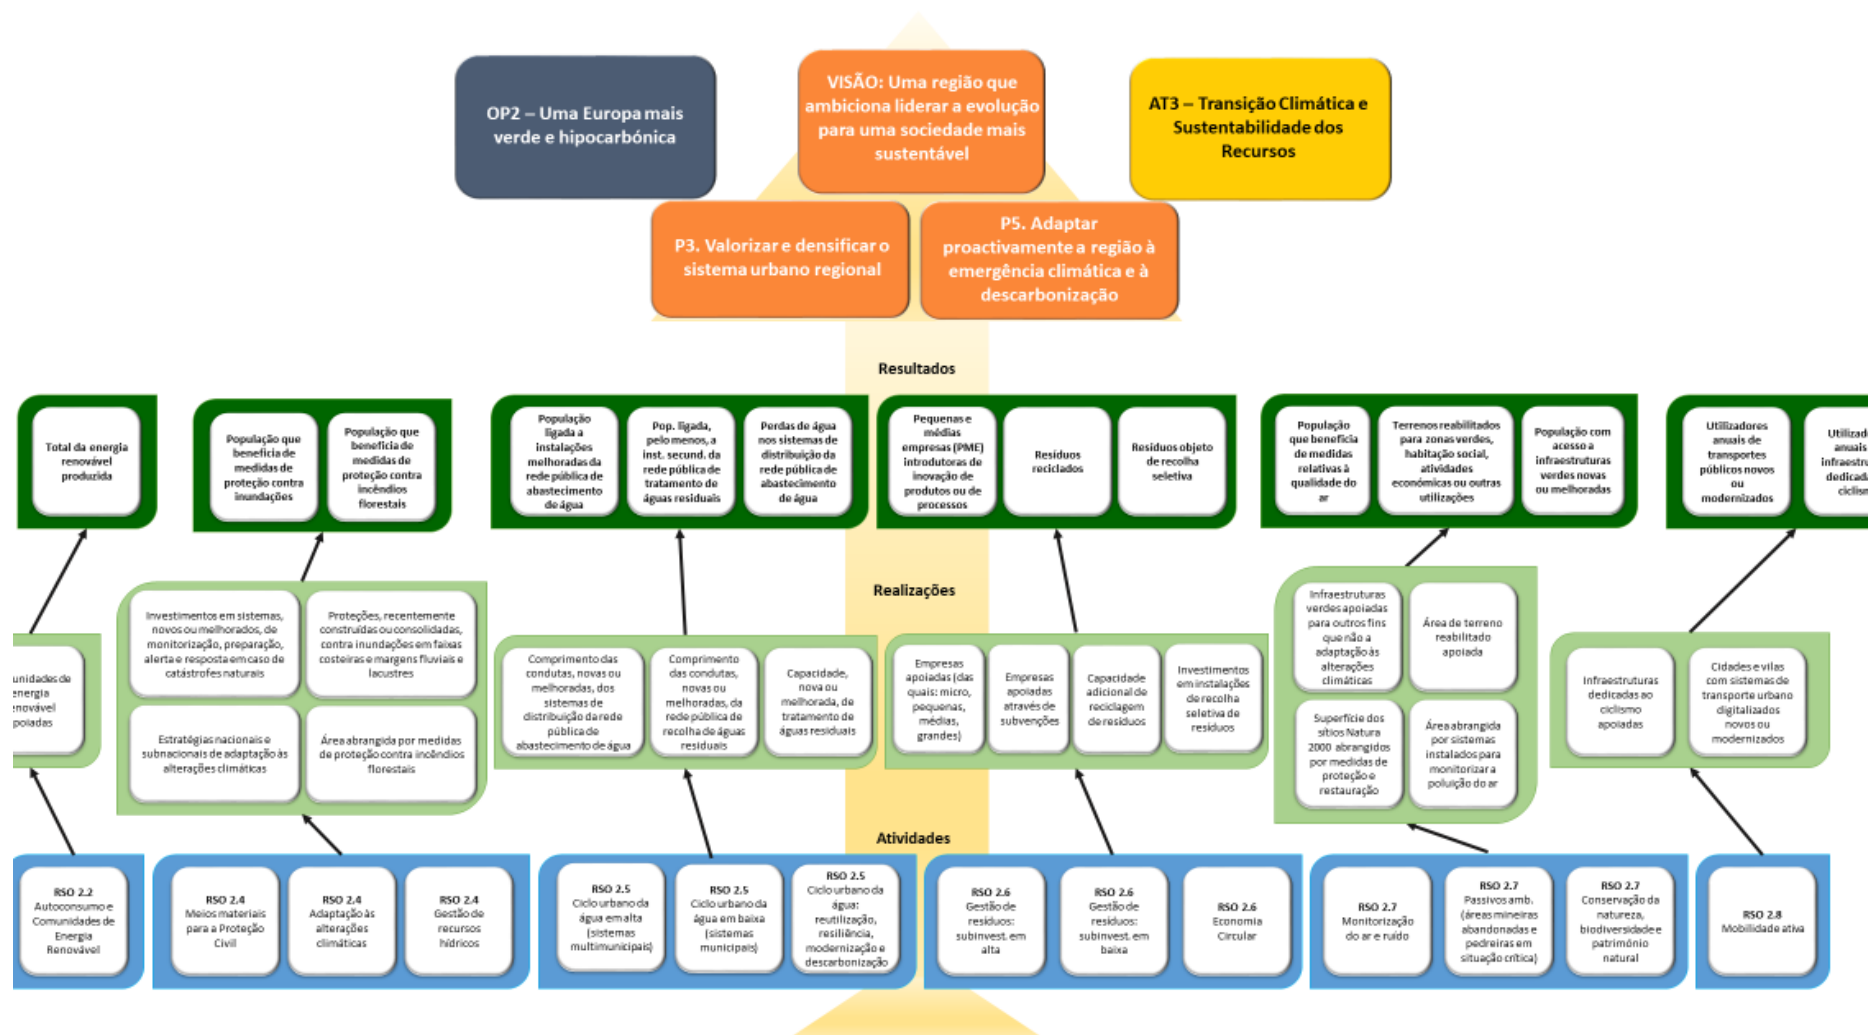 OP2 – Uma Europa mais
verde e hipocarbónica
VISÃO: Uma região que
ambiciona liderar a evolução
para uma sociedade mais
sustentável
AT3 – Transição Climática e
Sustentabilidade dos
Recursos
P3. Valorizar e densificar o
sistema urbano regional
P5. Adaptar
proactivamente a região à
emergência climática e à
descarbonização
Resultados
Total da energia
renovável
produzida
População que
beneficia de
medidas de
proteção contra
inundações
População que
beneficia de
medidas de
proteção contra
incêndios
florestais
População
ligada a
instalações
melhoradas da
rede pública de
abastecimento
de água
Pop. ligada,
pelo menos, a
inst. secund. da
rede pública de
tratamento de
águas residuais
Perdas de água
nos sistemas de
distribuição da
rede pública de
abastecimento
de água
Pequenas e
médias
empresas (PME)
introdutoras de
inovação de
produtos ou de
processos
Resíduos
reciclados
Resíduos objeto
de recolha
seletiva
População
que beneficia
de medidas
relativas à
qualidade do
ar
Terrenos reabilitados
para zonas verdes,
habitação social,
atividades
económicas ou outras
utilizações
População com
acesso a
infraestruturas
verdes novas
ou melhoradas
Utilizadores
anuais de
transportes
públicos novos
ou
modernizados
Utilizad
anuais
infraestru
dedicada
ciclism
Realizações
unidades de
energia
enovável
poiadas
Investimentos em sistemas,
novos ou melhorados, de
monitorização, preparação,
alerta e resposta em caso de
catástrofes naturais
Proteções, recentemente
construídas ou consolidadas,
contra inundações em faixas
costeiras e margens fluviais e
lacustres
Estratégias nacionais e
subnacionais de adaptação às
alterações climáticas
Área abrangida por medidas
de proteção contra incêndios
florestais
Comprimento das
condutas, novas ou
melhoradas, dos
sistemas de
distribuição da rede
pública de
abastecimento de água
Comprimento
das condutas,
novas ou
melhoradas, da
rede pública de
recolha de águas
residuais
Capacidade,
nova ou
melhorada, de
tratamento de
águas residuais
Empresas
apoiadas (das
quais: micro,
pequenas,
médias,
grandes)
Empresas
apoiadas
através de
subvenções
Capacidade
adicional de
reciclagem
de resíduos
Investimentos
em instalações
de recolha
seletiva de
resíduos
Infraestruturas
verdes apoiadas
para outros fins
que não a
adaptação às
alterações
climáticas
Área de terreno
reabilitado
apoiada
Superfície dos
sítios Natura
2000 abrangidos
por medidas de
proteção e
restauração
Área abrangida
por sistemas
instalados para
monitorizar a
poluição do ar
Infraestruturas
dedicadas ao
ciclismo
apoiadas
Cidades e vilas
com sistemas de
transporte urbano
digitalizados
novos ou
modernizados
Atividades
RSO 2.2
Autoconsumo e
Comunidades de
Energia
Renovável
RSO 2.4
Meios materiais
para a Proteção
Civil
RSO 2.4
Adaptação às
alterações
climáticas
RSO 2.4
Gestão de
recursos
hídricos
RSO 2.5
Ciclo urbano da
água em alta
(sistemas
multimunicipais)
RSO 2.5
Ciclo urbano da
água em baixa
(sistemas
municipais)
RSO 2.5
Ciclo urbano da
água:
reutilização,
resiliência,
modernização e
descarbonização
RSO 2.6
Gestão de
resíduos:
subinvest. em
alta
RSO 2.6
Gestão de
resíduos:
subinvest. em
baixa
RSO 2.6
Economia
Circular
RSO 2.7
Monitorização
do ar e ruído
RSO 2.7
Passivos amb.
(áreas mineiras
abandonadas e
pedreiras em
situação crítica)
RSO 2.7
Conservação da
natureza,
biodiversidade e
património
natural
RSO 2.8
Mobilidade ativa